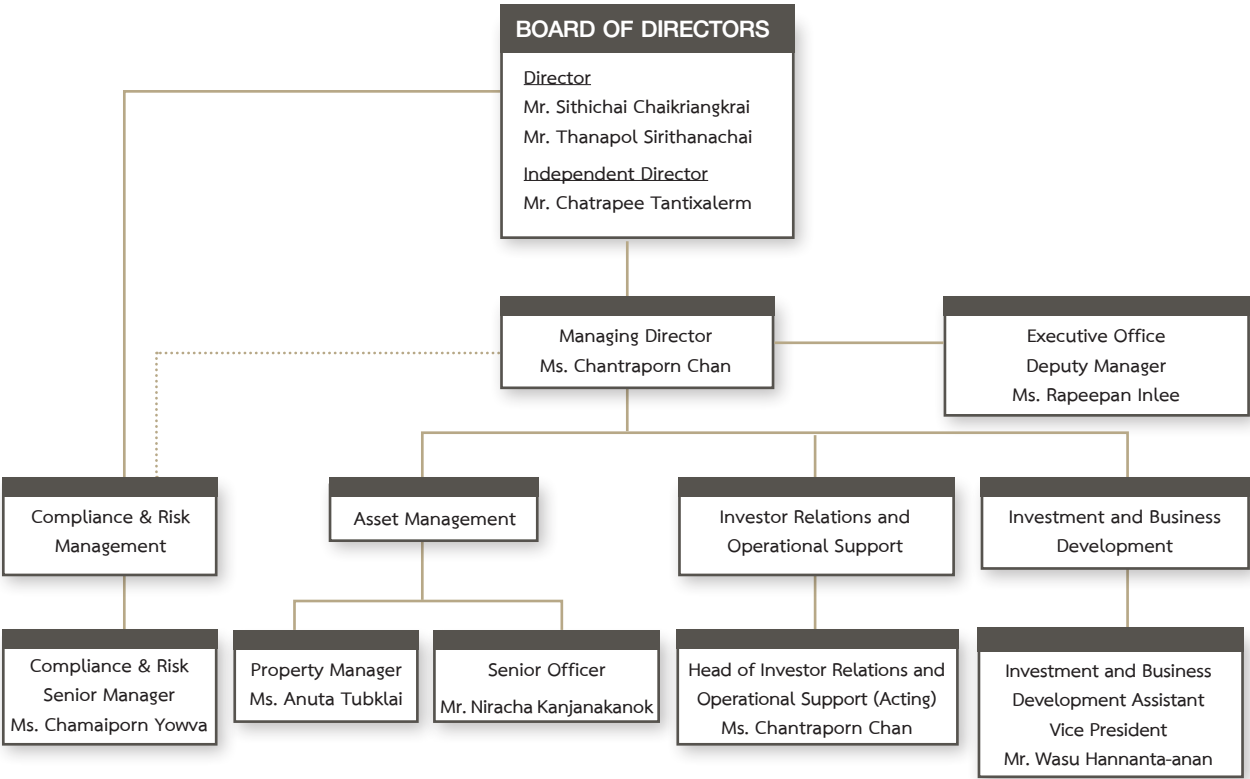 BOARD OF DIRECTORS
Director
Mr. Sithichai Chaikriangkrai
Mr. Thanapol Sirithanachai
Independent Director
Mr. Chatrapee Tantixalerm
Managing Director
Ms. Chantraporn Chan
Executive Office
Deputy Manager
Ms. Rapeepan Inlee
Compliance & Risk
Management
Asset Management
Investor Relations and
Operational Support
Investment and Business
Development
Compliance & Risk
Senior Manager
Ms. Chamaiporn Yowva
Property Manager
Ms. Anuta Tubklai
Senior Officer
Mr. Niracha Kanjanakanok
Head of Investor Relations and
Operational Support (Acting)
Ms. Chantraporn Chan
Investment and Business
Development Assistant
Vice President
Mr. Wasu Hannanta-anan